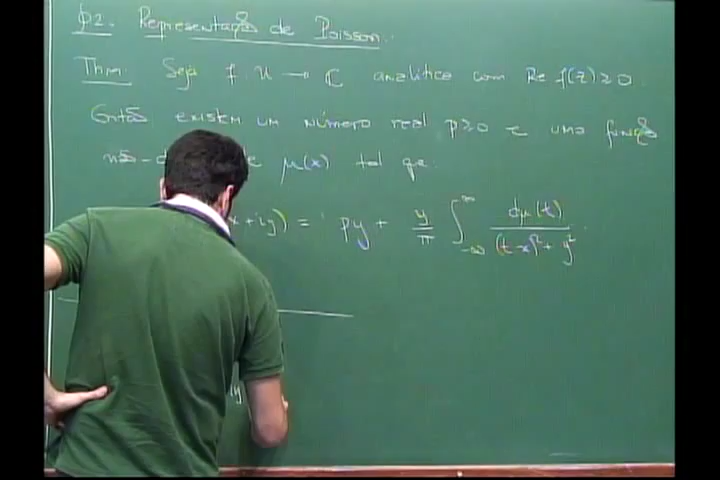 §2. Representação de Poisson.
Thm. Seja f: U → ℂ analítica com Re f(z) ≥ 0.
Então existem um número real p ≥ 0 e uma função
não-d e μ(x) tal que
x + iy) = py + y/π ∫_{-∞}^{∞} dμ(t) / ((t-x)² + y²)